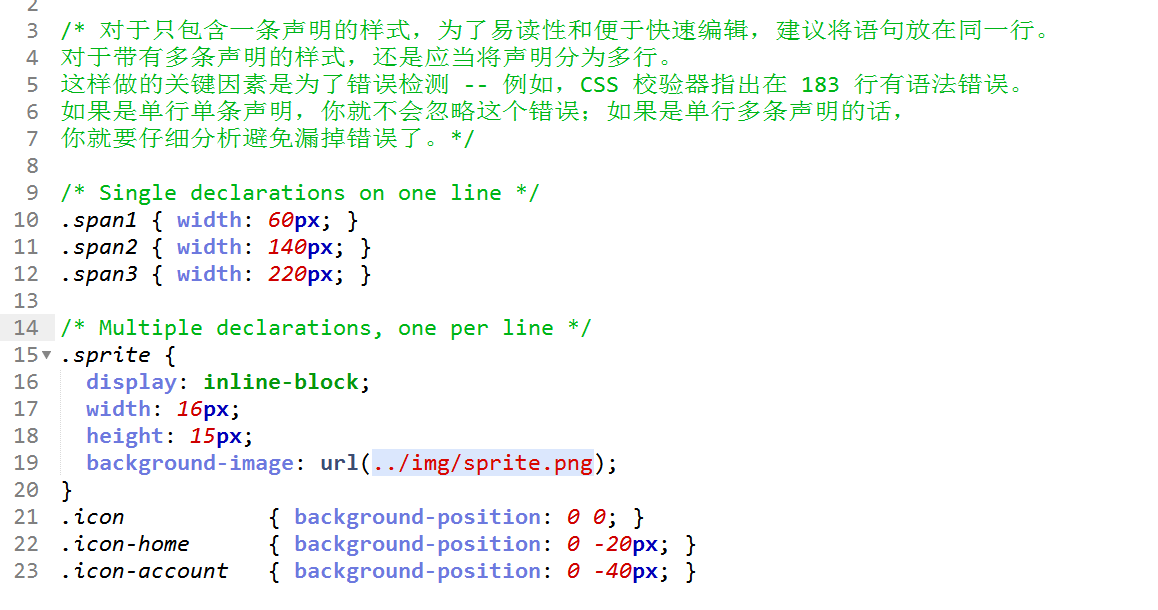 2
3 /* 对于只包含一条声明的样式，为了易读性和便于快速编辑，建议将语句放在同一行。
4 对于带有多条声明的样式，还是应当将声明分为多行。
5 这样做的关键因素是为了错误检测 -- 例如，CSS 校验器指出在 183 行有语法错误。
6 如果是单行单条声明，你就不会忽略这个错误；如果是单行多条声明的话，
7 你就要仔细分析避免漏掉错误了。*/
8
9 /* Single declarations on one line */
10 .span1 { width: 60px; }
11 .span2 { width: 140px; }
12 .span3 { width: 220px; }
13
14 /* Multiple declarations, one per line */
15 .sprite {
16   display: inline-block;
17   width: 16px;
18   height: 15px;
19   background-image: url(../img/sprite.png);
20 }
21 .icon           { background-position: 0 0; }
22 .icon-home      { background-position: 0 -20px; }
23 .icon-account   { background-position: 0 -40px; }